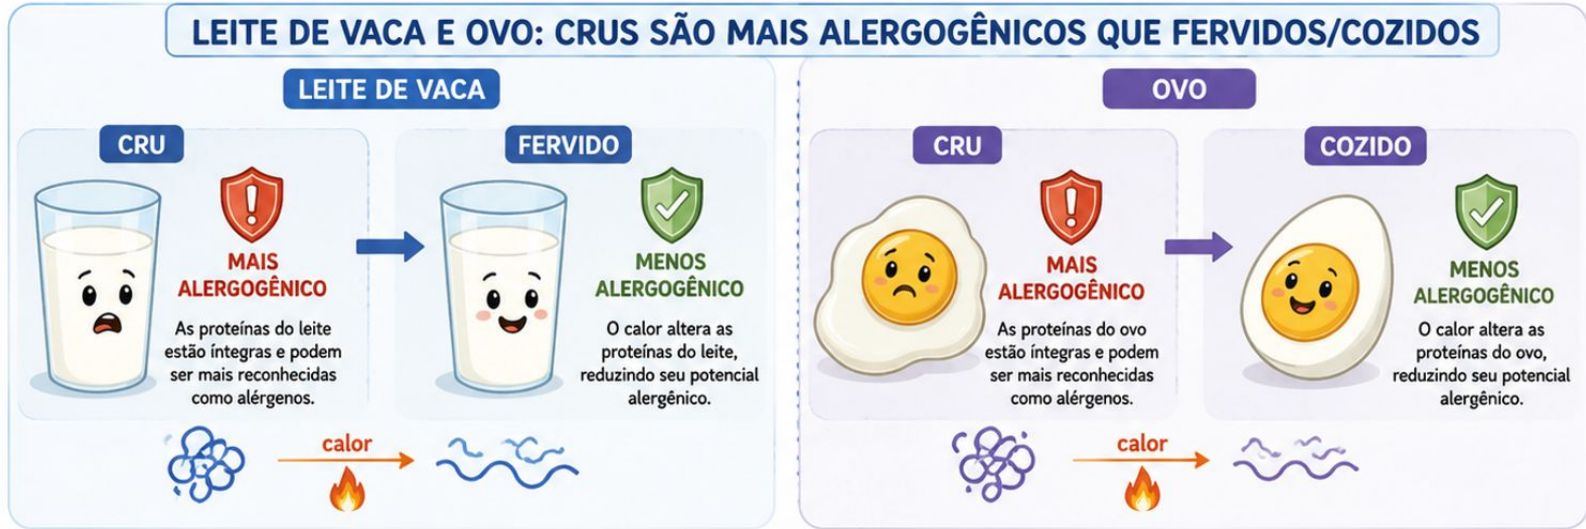 LEITE DE VACA E OVO: CRUS SÃO MAIS ALERGOGÊNICOS QUE FERVIDOS/COZIDOS
LEITE DE VACA
CRU
MAIS
ALERGOGÊNICO
As proteínas do leite
estão íntegras e podem
ser mais reconhecidas
como alérgenos.
FERVIDO
MENOS
ALERGOGÊNICO
O calor altera as
proteínas do leite,
reduzindo seu potencial
alergênico.
calor
OVO
CRU
MAIS
ALERGOGÊNICO
As proteínas do ovo
estão íntegras e podem
ser mais reconhecidas
como alérgenos.
COZIDO
MENOS
ALERGOGÊNICO
O calor altera as
proteínas do ovo,
reduzindo seu potencial
alergênico.
calor